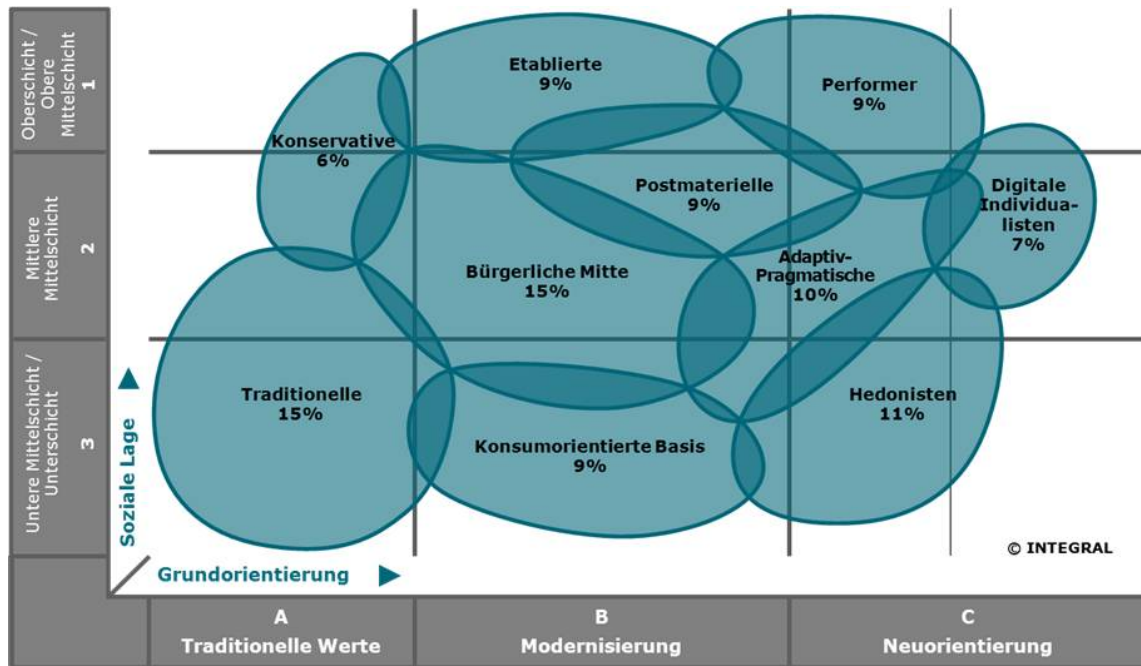 Oberschicht /
Obere
Mittelschicht
1
Mittlere
Mittelschicht
2
Untere Mittelschicht /
Unterschicht
3
Soziale Lage
Etablierte
9%
Performer
9%
Konservative
6%
Postmaterielle
9%
Digitale
Individua-
listen
7%
Bürgerliche Mitte
15%
Adaptiv-
Pragmatische
10%
Traditionelle
15%
Hedonisten
11%
Konsumorientierte Basis
9%
© INTEGRAL
Grundorientierung
A
Traditionelle Werte
B
Modernisierung
C
Neuorientierung